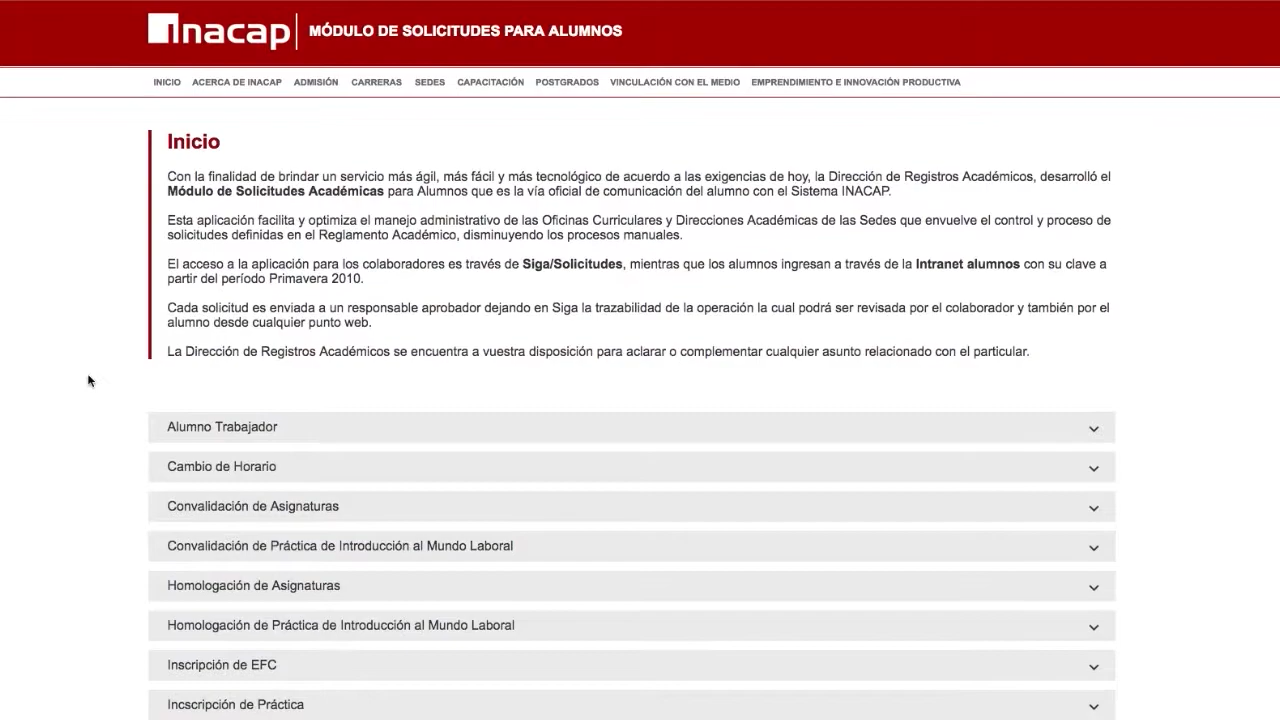 inacap
MÓDULO DE SOLICITUDES PARA ALUMNOS
INICIO ACERCA DE INACAP ADMISIÓN CARRERAS SEDES CAPACITACIÓN POSTGRADOS VINCULACIÓN CON EL MEDIO EMPRENDIMIENTO E INNOVACIÓN PRODUCTIVA
Inicio
Con la finalidad de brindar un servicio más ágil, más fácil y más tecnológico de acuerdo a las exigencias de hoy, la Dirección de Registros Académicos, desarrolló el
Módulo de Solicitudes Académicas para Alumnos que es la vía oficial de comunicación del alumno con el Sistema INACAP.
Esta aplicación facilita y optimiza el manejo administrativo de las Oficinas Curriculares y Direcciones Académicas de las Sedes que envuelve el control y proceso de
solicitudes definidas en el Reglamento Académico, disminuyendo los procesos manuales.
El acceso a la aplicación para los colaboradores es través de Siga/Solicitudes, mientras que los alumnos ingresan a través de la Intranet alumnos con su clave a
partir del período Primavera 2010.
Cada solicitud es enviada a un responsable aprobador dejando en Siga la trazabilidad de la operación la cual podrá ser revisada por el colaborador y también por el
alumno desde cualquier punto web.
La Dirección de Registros Académicos se encuentra a vuestra disposición para aclarar o complementar cualquier asunto relacionado con el particular.
Alumno Trabajador
Cambio de Horario
Convalidación de Asignaturas
Convalidación de Práctica de Introducción al Mundo Laboral
Homologación de Asignaturas
Homologación de Práctica de Introducción al Mundo Laboral
Inscripción de EFC
Incscripción de Práctica